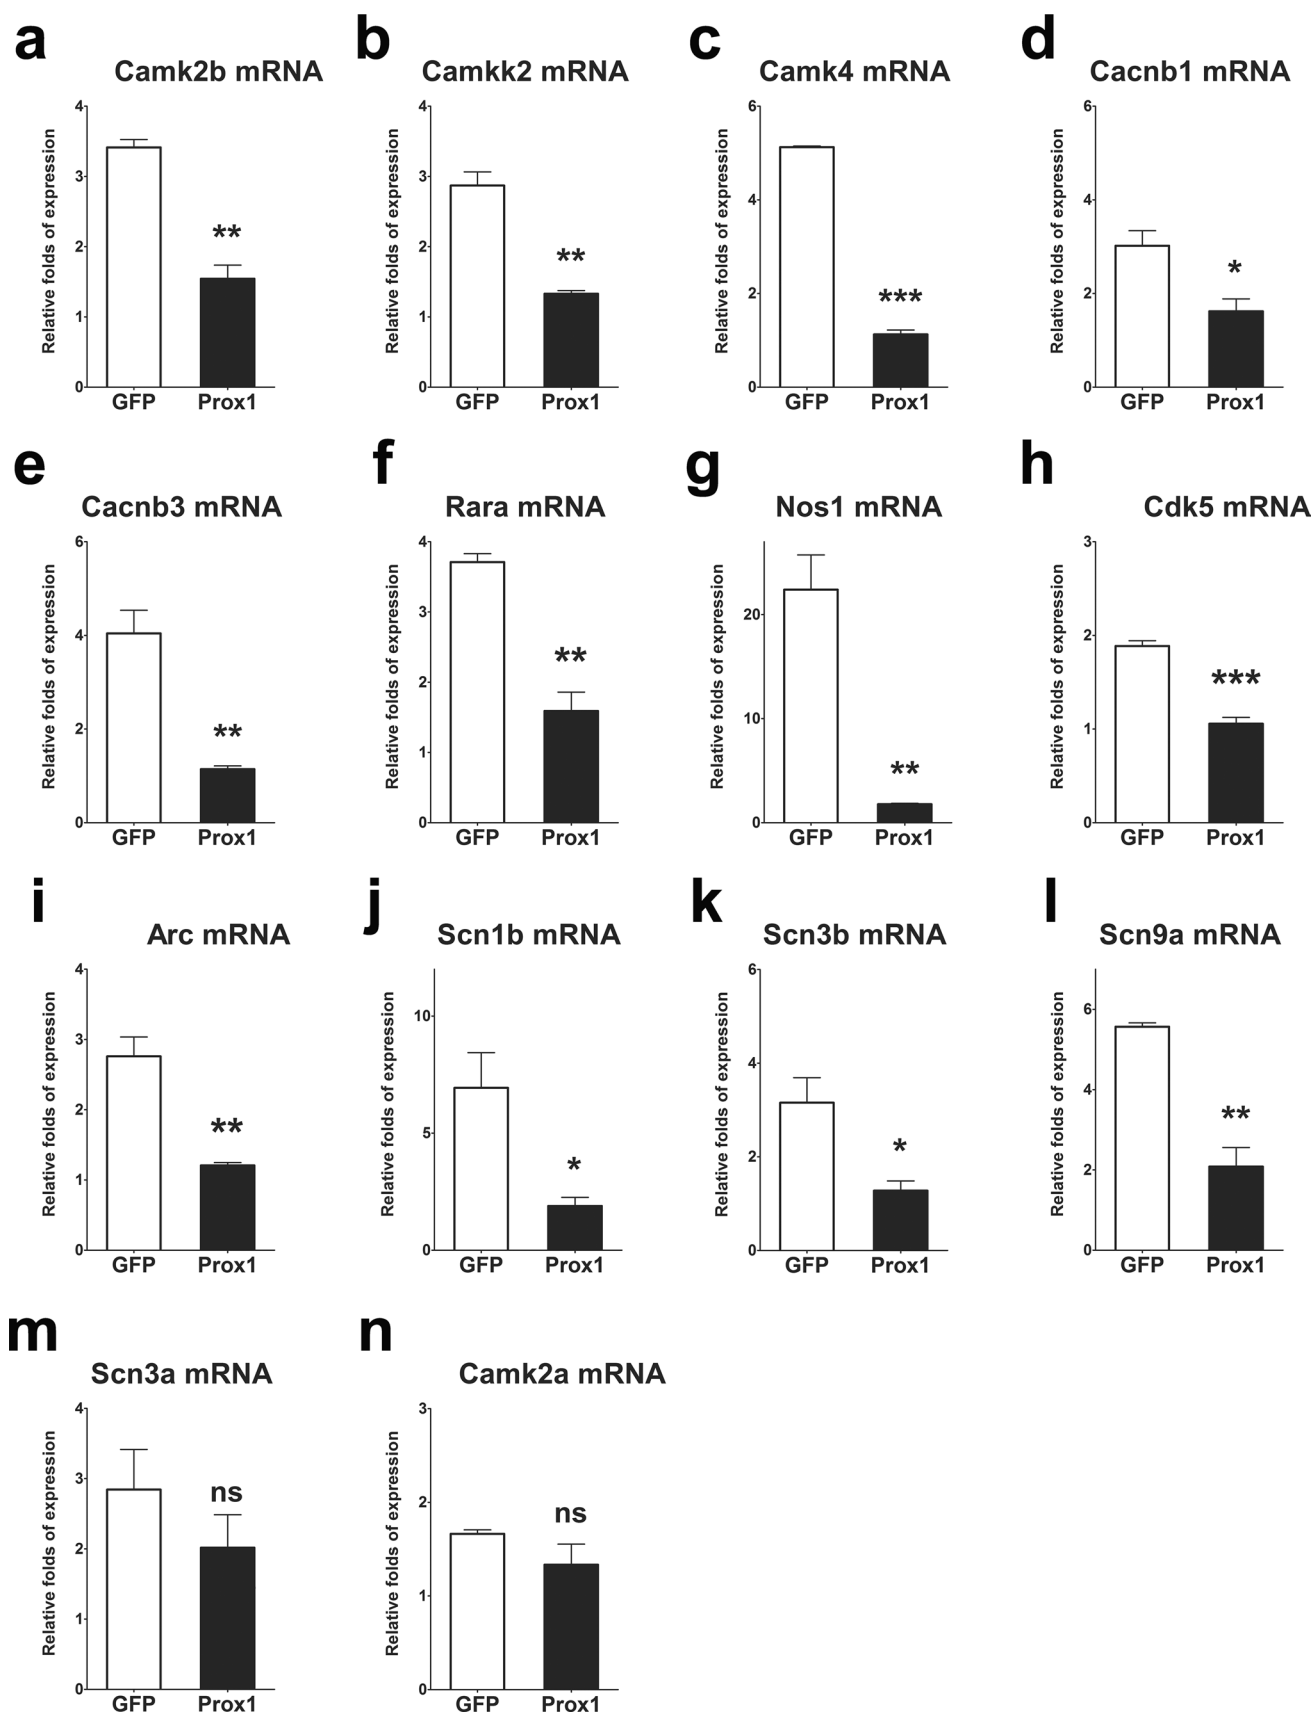 a
Camk2b mRNA
Relative folds of expression
4
3
2
1
0
**
GFP Prox1
b
Camkk2 mRNA
Relative folds of expression
4
3
2
1
0
**
GFP Prox1
c
Camk4 mRNA
Relative folds of expression
6
4
2
0
***
GFP Prox1
d
Cacnb1 mRNA
Relative folds of expression
6
4
2
0
*
GFP Prox1
e
Cacnb3 mRNA
Relative folds of expression
6
4
2
0
**
GFP Prox1
f
Rara mRNA
Relative folds of expression
4
3
2
1
0
**
GFP Prox1
g
Nos1 mRNA
Relative folds of expression
20
10
0
**
GFP Prox1
h
Cdk5 mRNA
Relative folds of expression
3
2
1
0
***
GFP Prox1
i
Arc mRNA
Relative folds of expression
4
3
2
1
0
**
GFP Prox1
j
Scn1b mRNA
Relative folds of expression
10
5
0
*
GFP Prox1
k
Scn3b mRNA
Relative folds of expression
6
4
2
0
*
GFP Prox1
l
Scn9a mRNA
Relative folds of expression
6
4
2
0
**
GFP Prox1
m
Scn3a mRNA
Relative folds of expression
4
3
2
1
0
ns
GFP Prox1
n
Camk2a mRNA
Relative folds of expression
3
2
1
0
ns
GFP Prox1